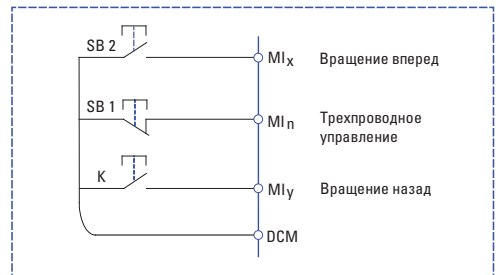 SB 2
MIx
Вращение вперед
SB 1
MIn
Трехпроводное
управление
K
MIy
Вращение назад
DCM